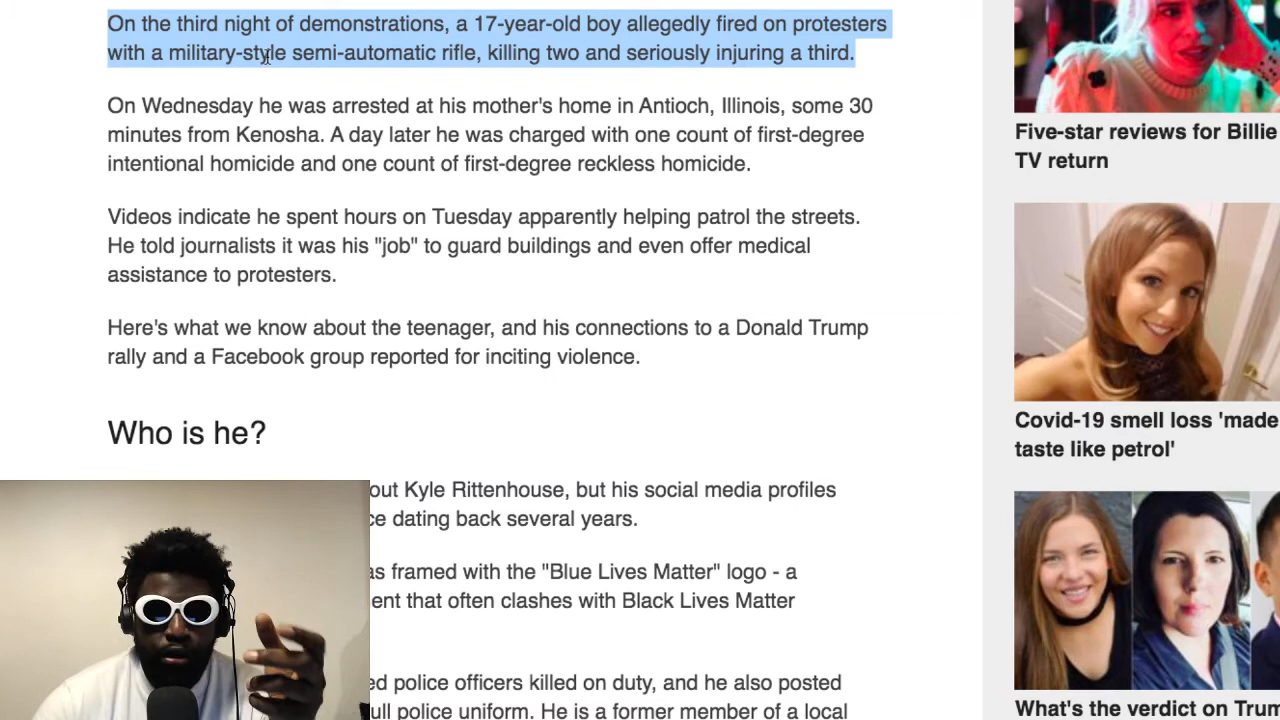 On the third night of demonstrations, a 17-year-old boy allegedly fired on protesters
with a military-style semi-automatic rifle, killing two and seriously injuring a third.
On Wednesday he was arrested at his mother's home in Antioch, Illinois, some 30
minutes from Kenosha. A day later he was charged with one count of first-degree
intentional homicide and one count of first-degree reckless homicide.
Videos indicate he spent hours on Tuesday apparently helping patrol the streets.
He told journalists it was his "job" to guard buildings and even offer medical
assistance to protesters.
Here's what we know about the teenager, and his connections to a Donald Trump
rally and a Facebook group reported for inciting violence.
Who is he?
out Kyle Rittenhouse, but his social media profiles
ce dating back several years.
as framed with the "Blue Lives Matter" logo - a
ent that often clashes with Black Lives Matter
ed police officers killed on duty, and he also posted
ull police uniform. He is a former member of a local
Five-star reviews for Billie
TV return
Covid-19 smell loss 'made
taste like petrol'
What's the verdict on Trum